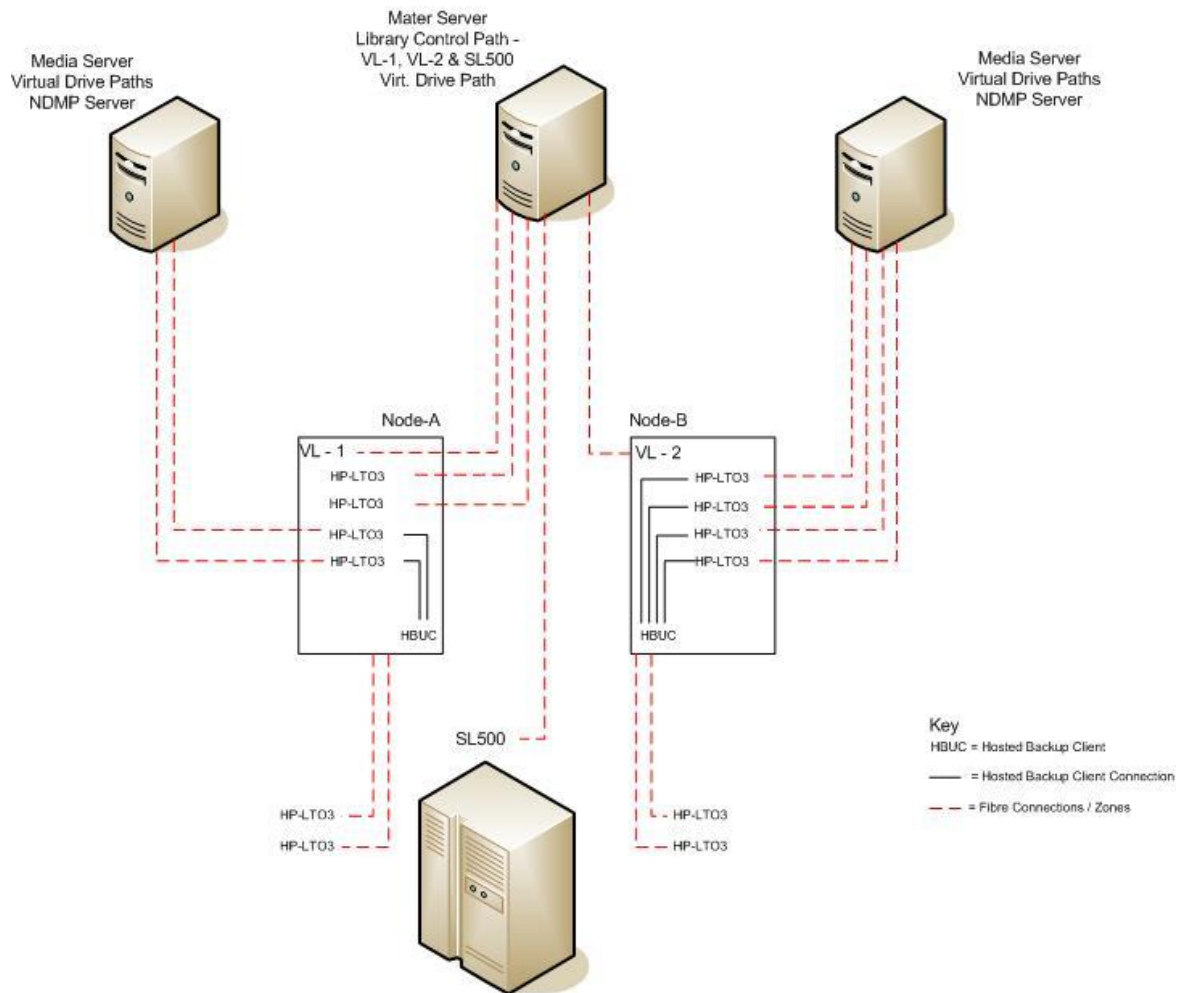 Media Server
Virtual Drive Paths
NDMP Server
Mater Server
Library Control Path -
VL-1, VL-2 & SL500
Virt. Drive Path
Media Server
Virtual Drive Paths
NDMP Server
Node-A
VL - 1
HP-LTO3
HP-LTO3
HP-LTO3
HP-LTO3
HBUC
Node-B
VL - 2
HP-LTO3
HP-LTO3
HP-LTO3
HP-LTO3
HBUC
SL500
HP-LTO3
HP-LTO3
HP-LTO3
HP-LTO3
Key
HBUC = Hosted Backup Client
= Hosted Backup Client Connection
= Fibre Connections / Zones